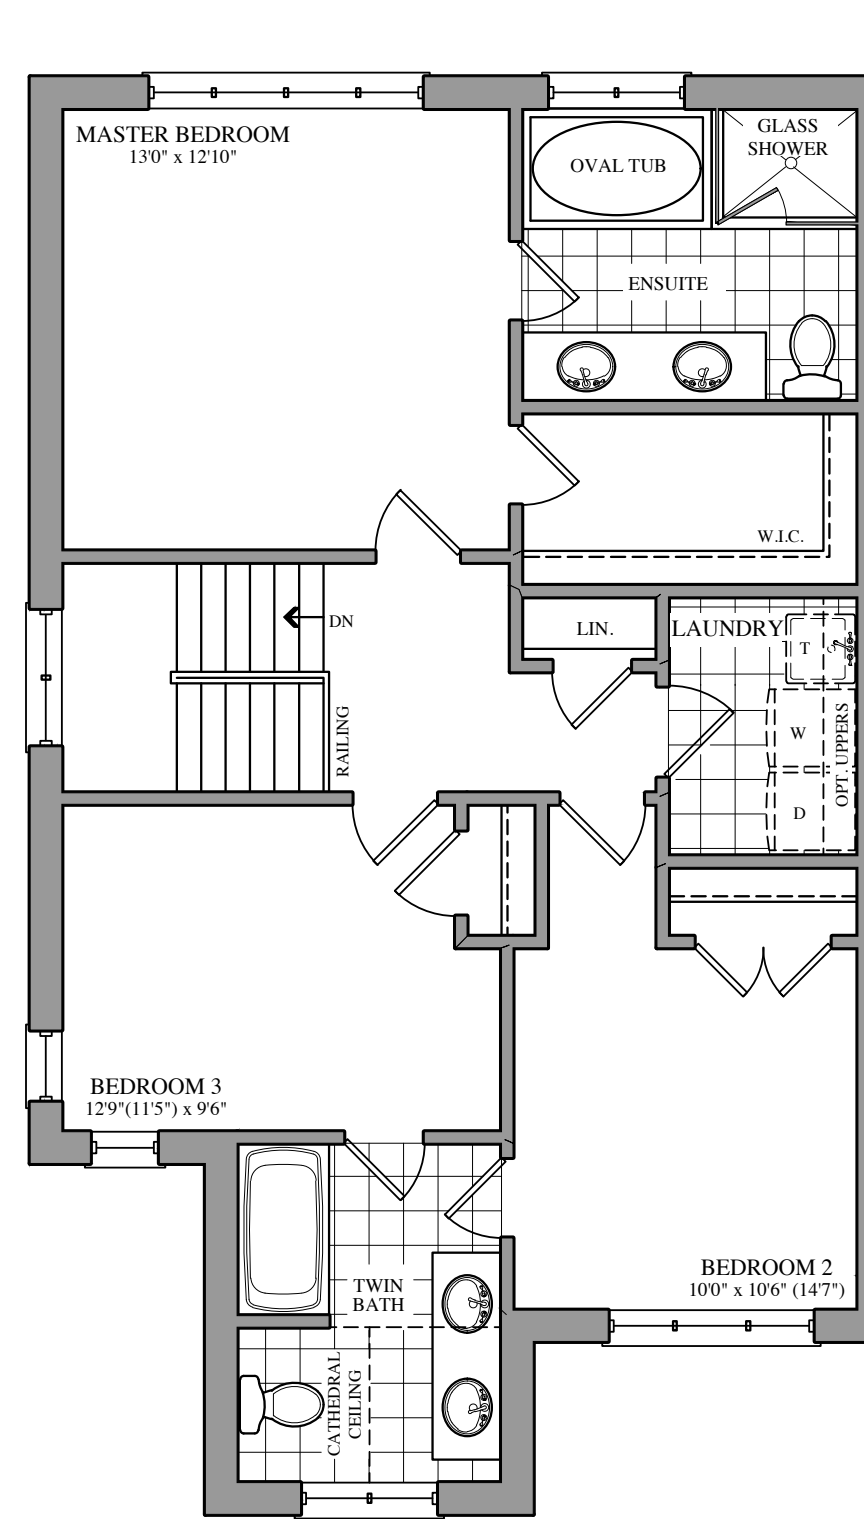 MASTER BEDROOM
13'0" x 12'10"
GLASS
SHOWER
OVAL TUB
ENSUITE
W.I.C.
LIN.
LAUNDRY
T
W
D
OPT. UPPERS
DN
RAILING
BEDROOM 3
12'9"(11'5") x 9'6"
BEDROOM 2
10'0" x 10'6" (14'7")
TWIN
BATH
CATHEDRAL
CEILING